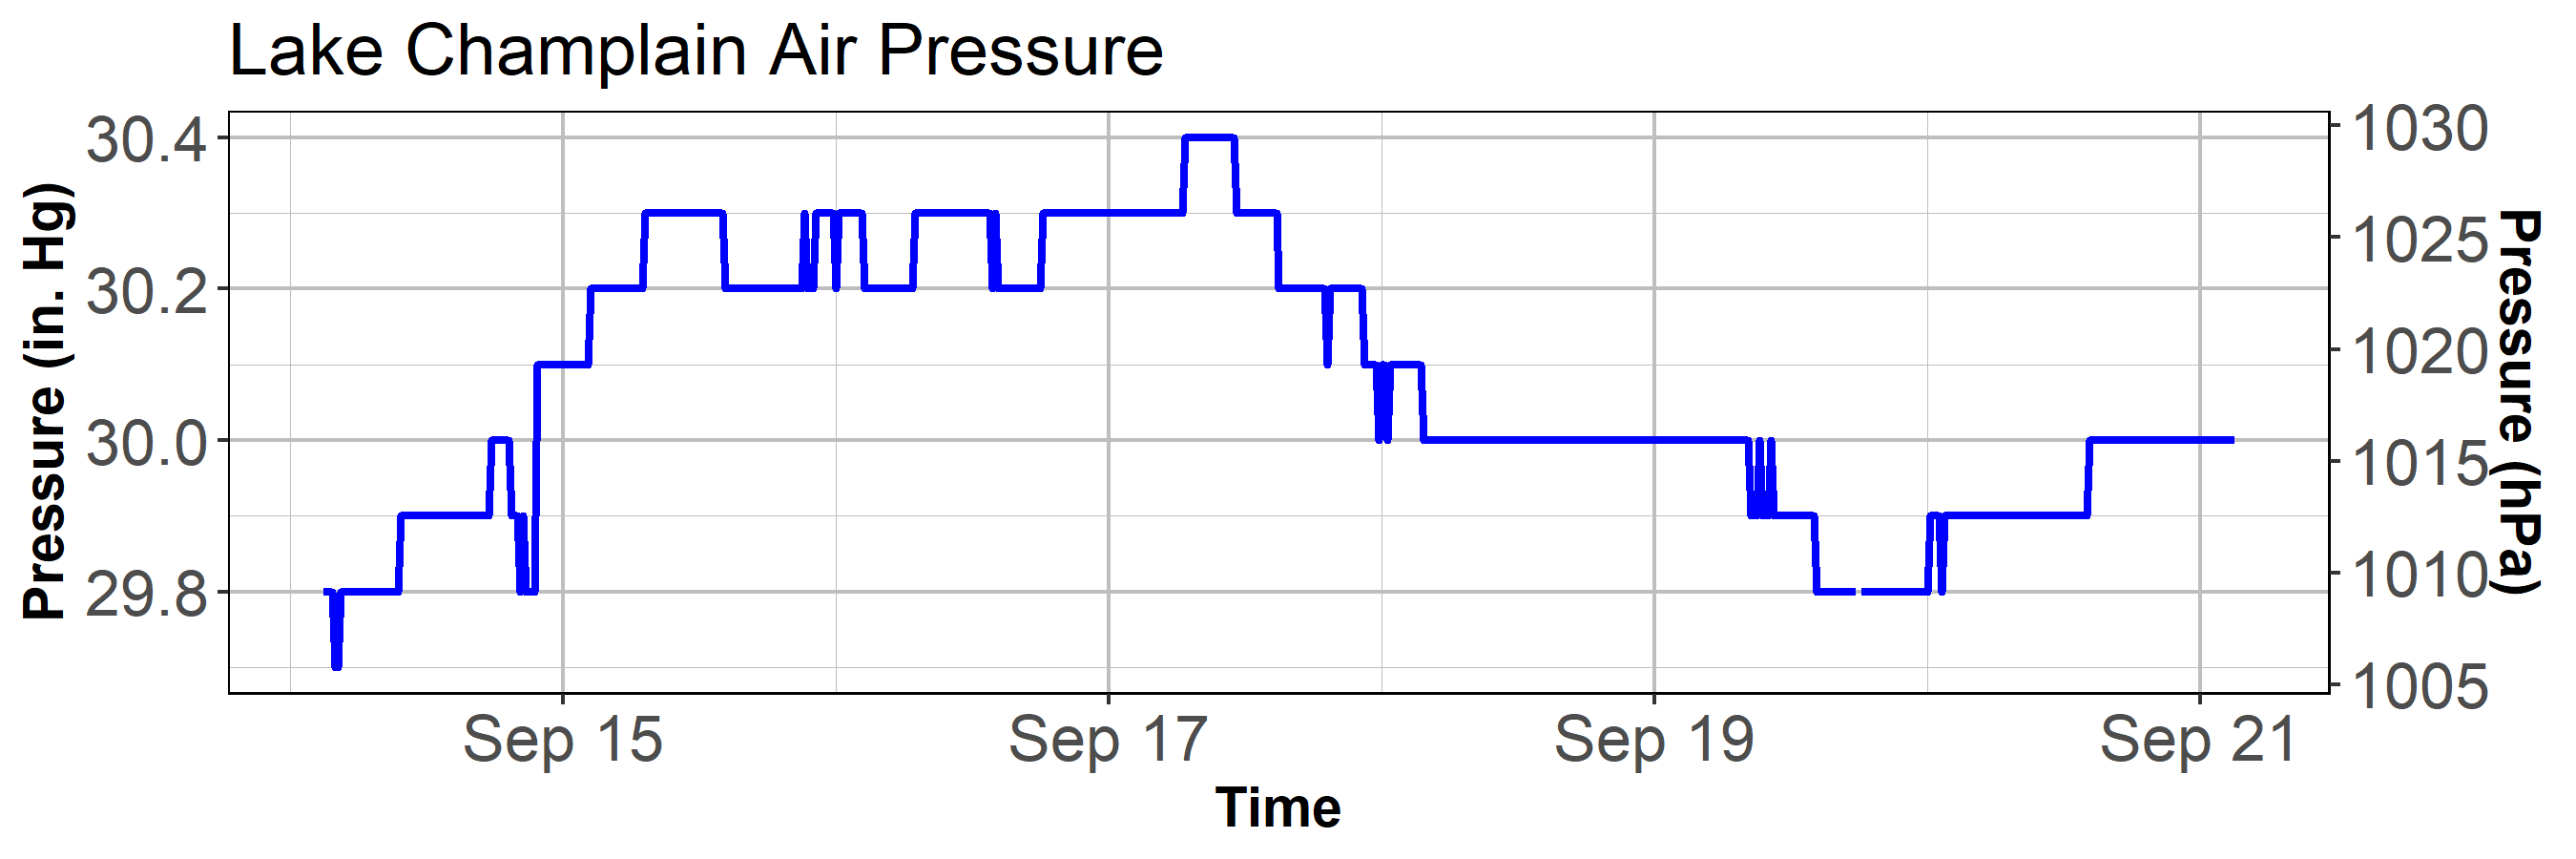 Lake Champlain Air Pressure
Pressure (in. Hg)
30.4
30.2
30.0
29.8
1030
1025
1020
1015
1010
1005
Pressure (hPa)
Sep 15 Sep 17 Sep 19 Sep 21
Time